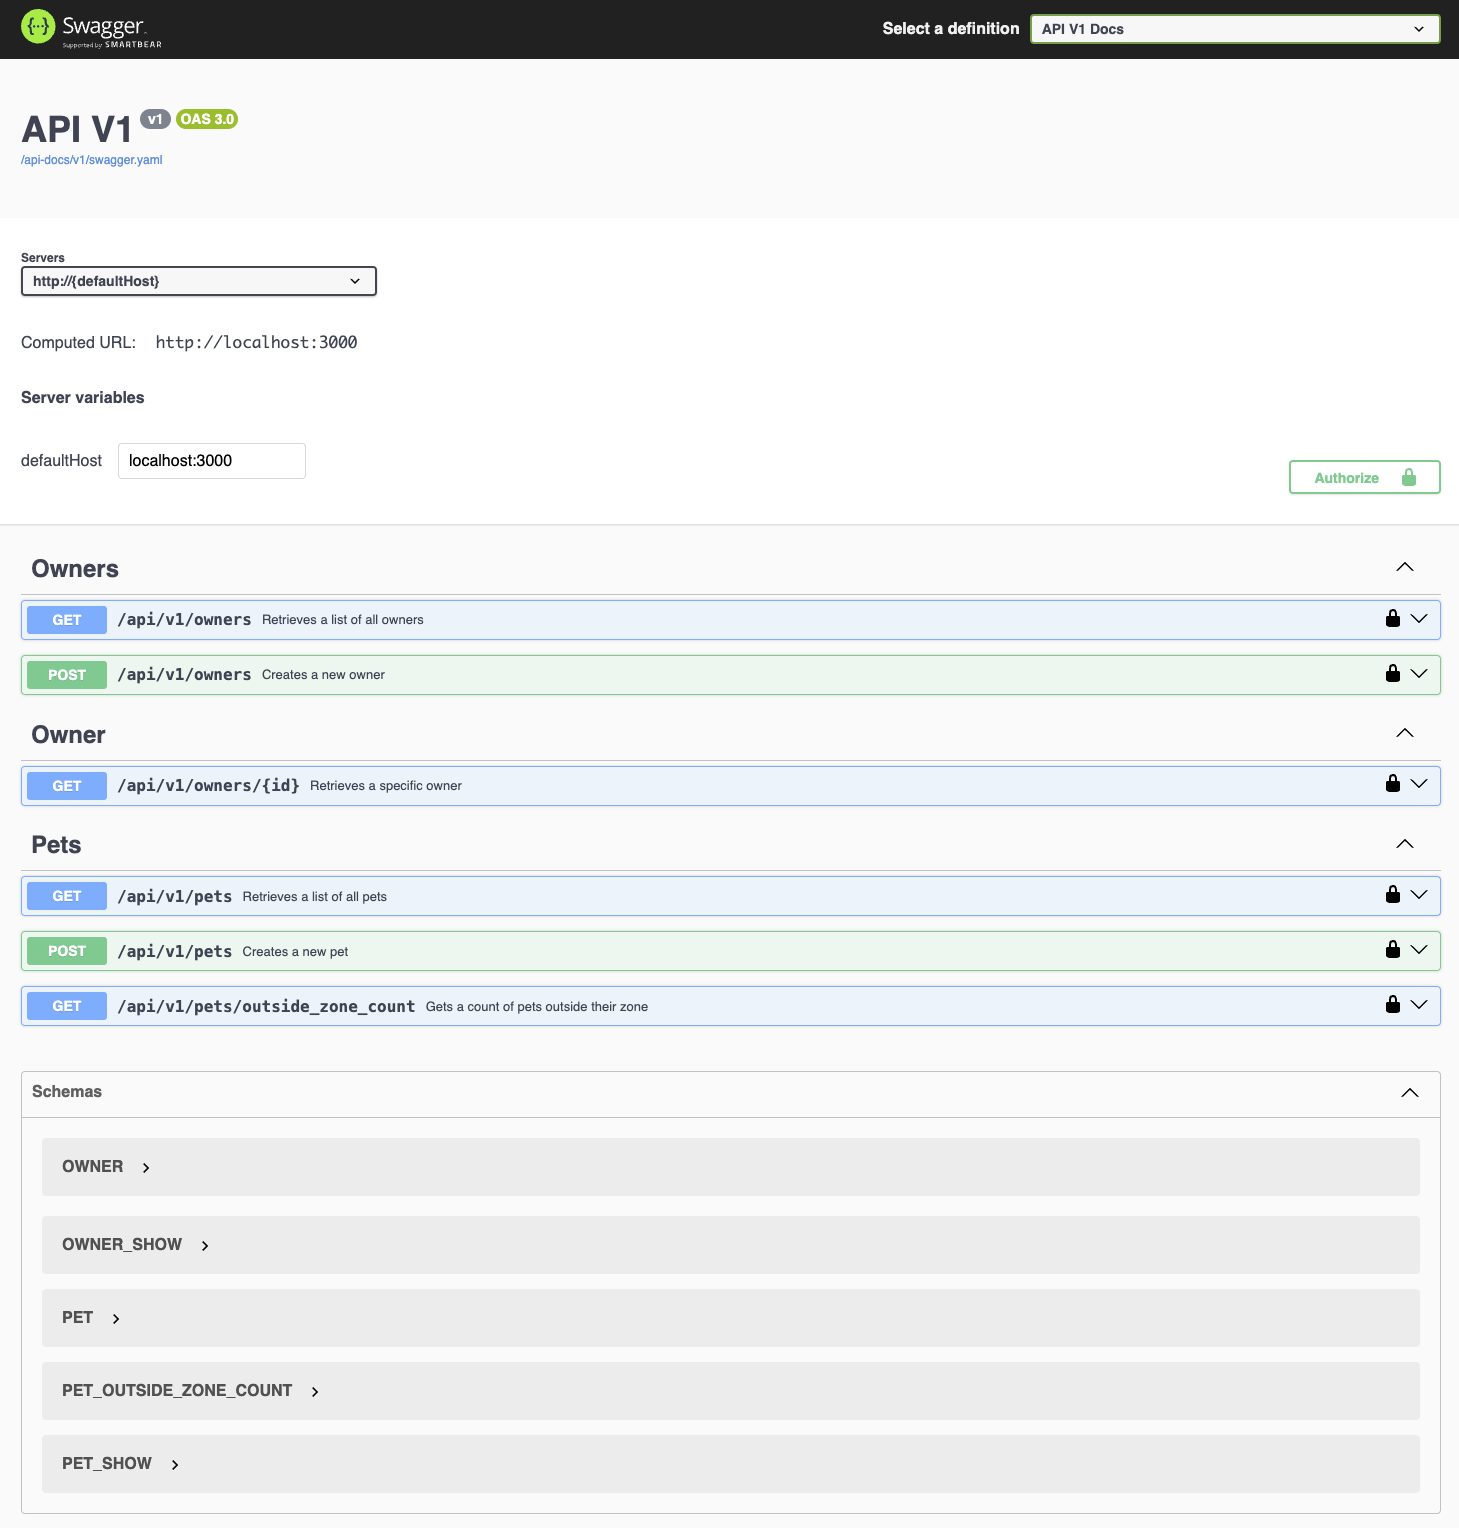 Swagger
Supported by SMARTBEAR
Select a definition
API V1 Docs
API V1 v1 OAS 3.0
/api-docs/v1/swagger.yaml
Servers
http://{defaultHost}
Computed URL: http://localhost:3000
Server variables
defaultHost localhost:3000
Authorize
Owners
GET /api/v1/owners Retrieves a list of all owners
POST /api/v1/owners Creates a new owner
Owner
GET /api/v1/owners/{id} Retrieves a specific owner
Pets
GET /api/v1/pets Retrieves a list of all pets
POST /api/v1/pets Creates a new pet
GET /api/v1/pets/outside_zone_count Gets a count of pets outside their zone
Schemas
OWNER
OWNER_SHOW
PET
PET_OUTSIDE_ZONE_COUNT
PET_SHOW